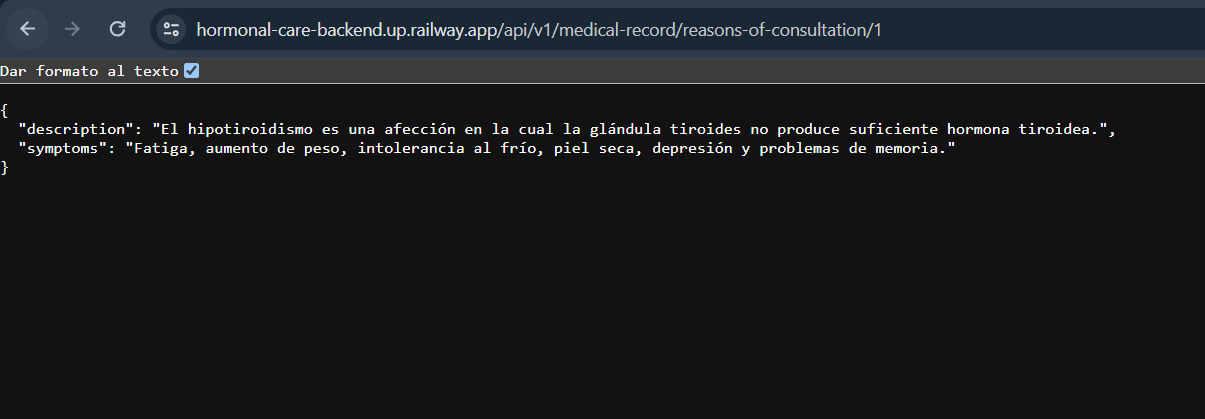 hormonal-care-backend.up.railway.app/api/v1/medical-record/reasons-of-consultation/1
Dar formato al texto
{
"description": "El hipotiroidismo es una afección en la cual la glándula tiroides no produce suficiente hormona tiroidea.",
"symptoms": "Fatiga, aumento de peso, intolerancia al frío, piel seca, depresión y problemas de memoria."
}